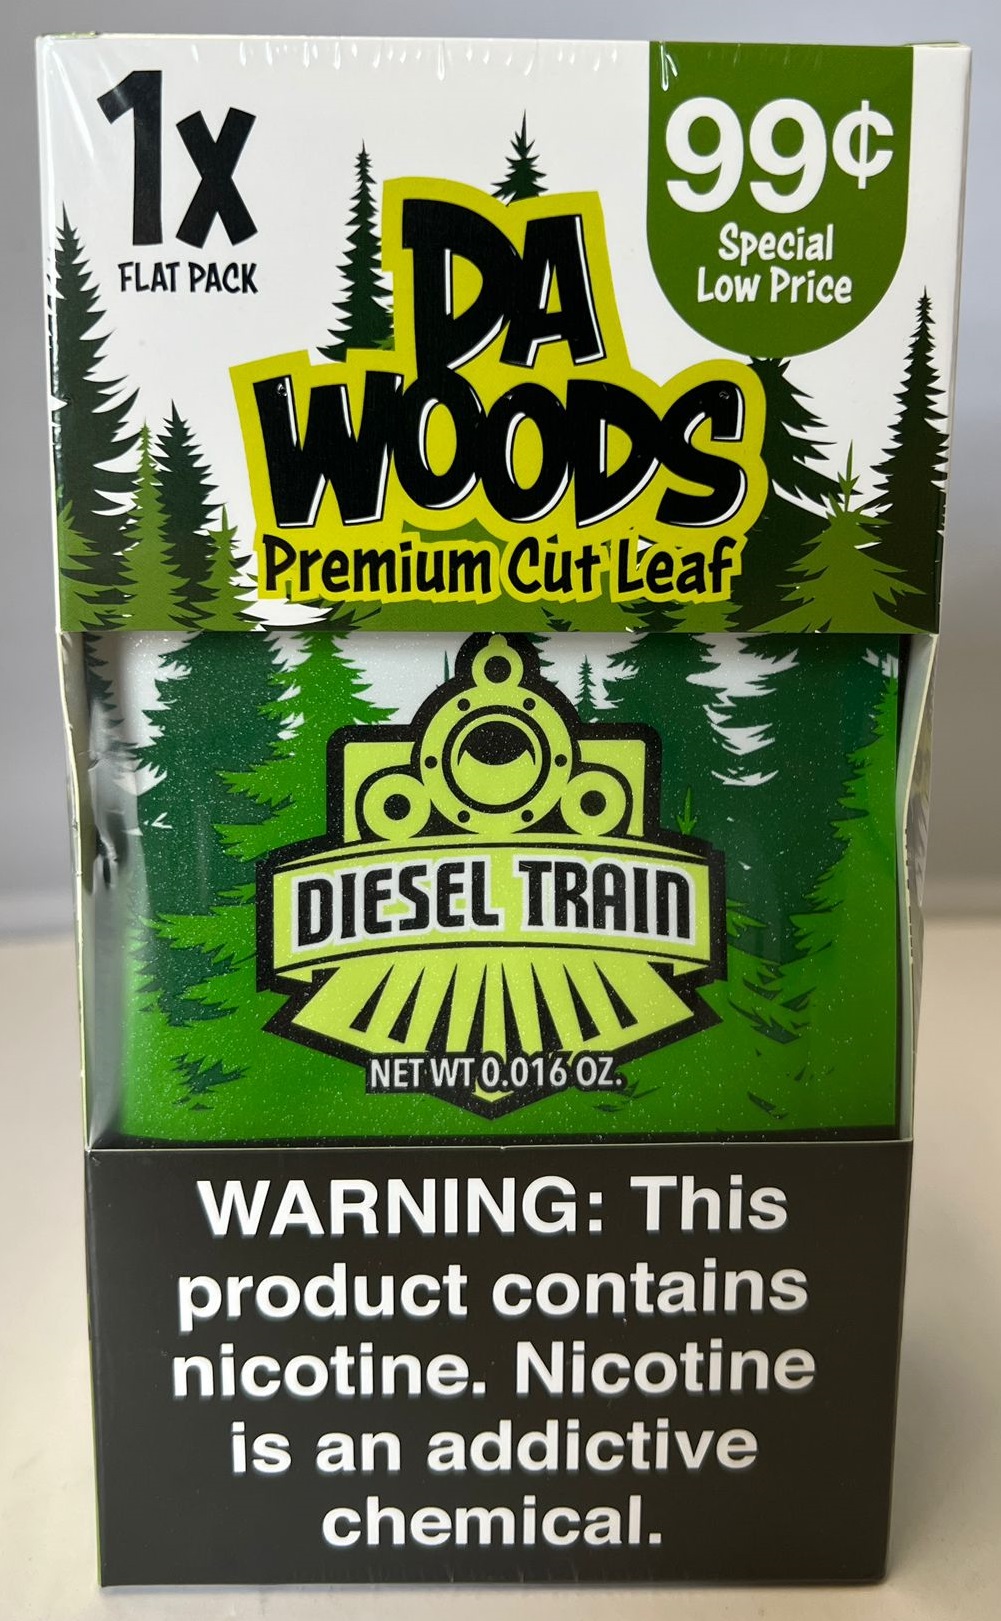 1x
FLAT PACK
99¢
Special
Low Price
DA
WOODS
Premium Cut Leaf
DIESEL TRAIN
NET WT 0.016 OZ.
WARNING: This
product contains
nicotine. Nicotine
is an addictive
chemical.